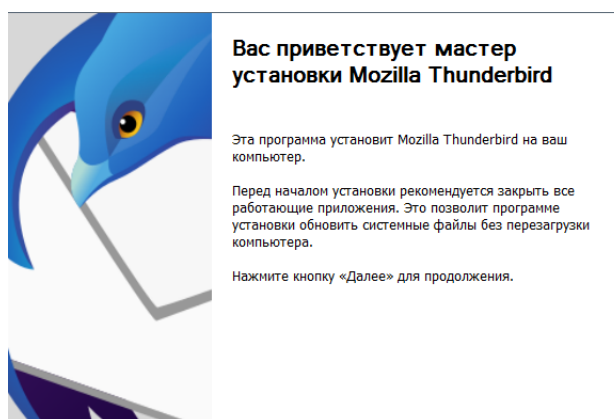 Вас приветствует мастер
установки Mozilla Thunderbird
Эта программа установит Mozilla Thunderbird на ваш
компьютер.
Перед началом установки рекомендуется закрыть все
работающие приложения. Это позволит программе
установки обновить системные файлы без перезагрузки
компьютера.
Нажмите кнопку «Далее» для продолжения.